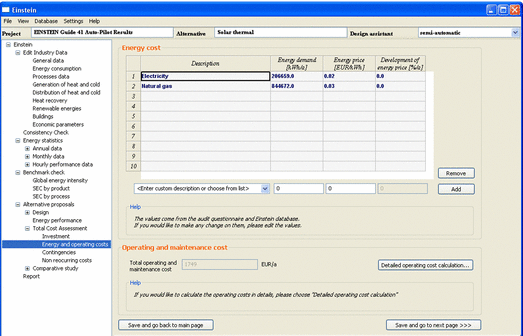 Einstein
File View Database Settings Help
Project EINSTEIN Guide 41 Auto-Pilot Results Alternative Solar thermal Design assistant semi-automatic
Einstein
Edit Industry Data
General data
Energy consumption
Processes data
Generation of heat and cold
Distribution of heat and cold
Heat recovery
Renewable energies
Buildings
Economic parameters
Consistency Check
Energy statistics
Annual data
Monthly data
Hourly performance data
Benchmark check
Global energy intensity
SEC by product
SEC by process
Alternative proposals
Design
Energy performance
Total Cost Assessment
Investment
Energy and operating costs
Contingencies
Non reocurring costs
Comparative study
Report
Energy cost
Description Energy demand [kWh/a] Energy price [EUR/kWh] Development of energy price [%/a]
1 Electricity 206659.0 0.02 0.0
2 Natural gas 844672.0 0.03 0.0
3
4
5
6
7
8
9
10
Remove
<Enter custom description or choose from list> 0 0 0 Add
Help
The values come from the audit questionnaire and Einstein database.
If you would like to make any change on them, please edit the values.
Operating and maintenance cost
Total operating and
maintenance cost 1749 EUR/a Detailed operating cost calculation...
Help
If you would like to calculate the operating costs in details, please choose "Detailed operating cost calculation"
Save and go back to main page Save and go to next page >>>